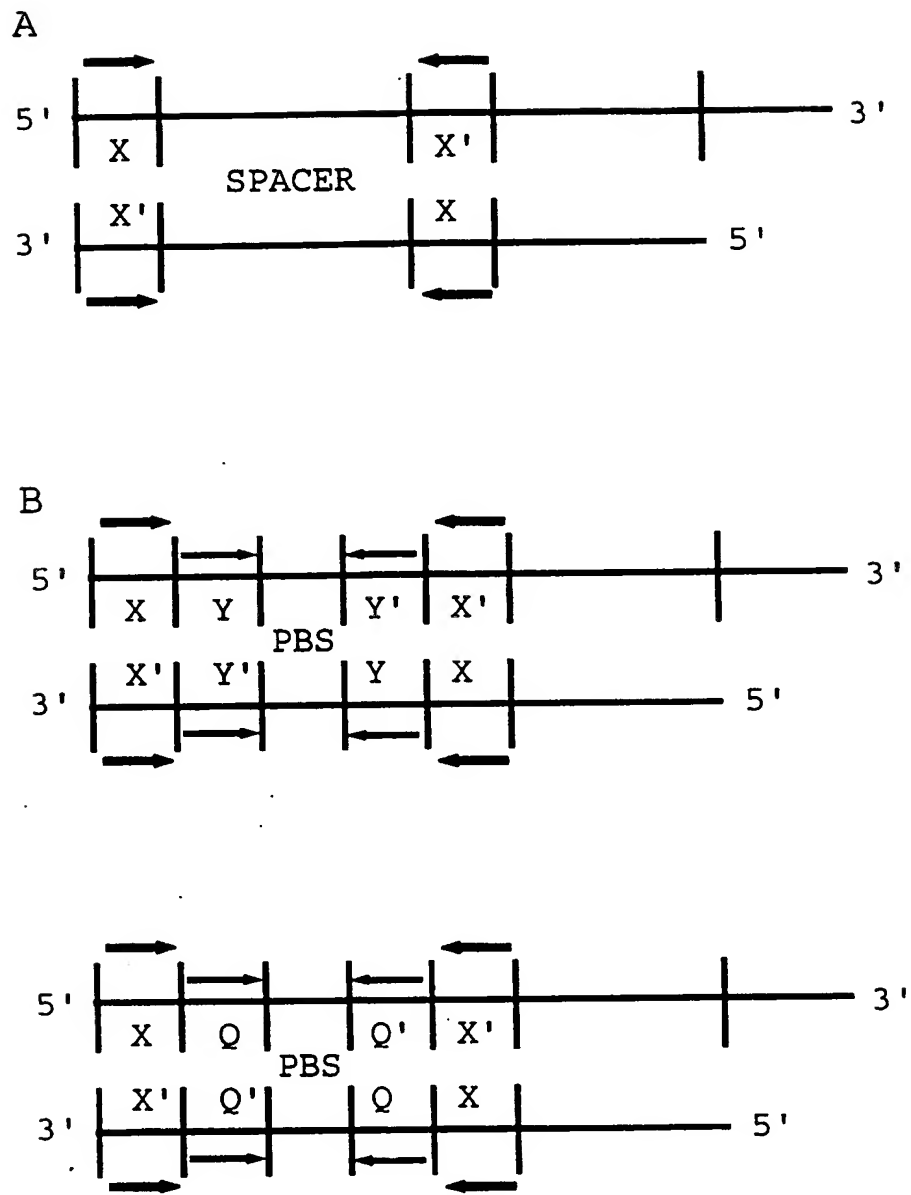 A
5' 3'
X X'
SPACER
X' X
3' 5'
B
5' 3'
X Y Y' X'
PBS
X' Y' Y X
3' 5'
5' 3'
X Q Q' X'
PBS
X' Q' Q X
3' 5'